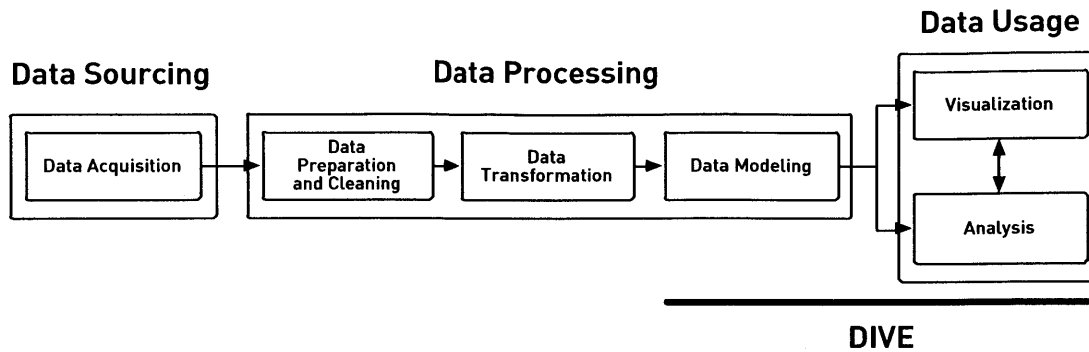 Data Sourcing
Data Processing
Data Usage
Data Acquisition
Data
Preparation
and Cleaning
Data
Transformation
Data Modeling
Visualization
Analysis
DIVE